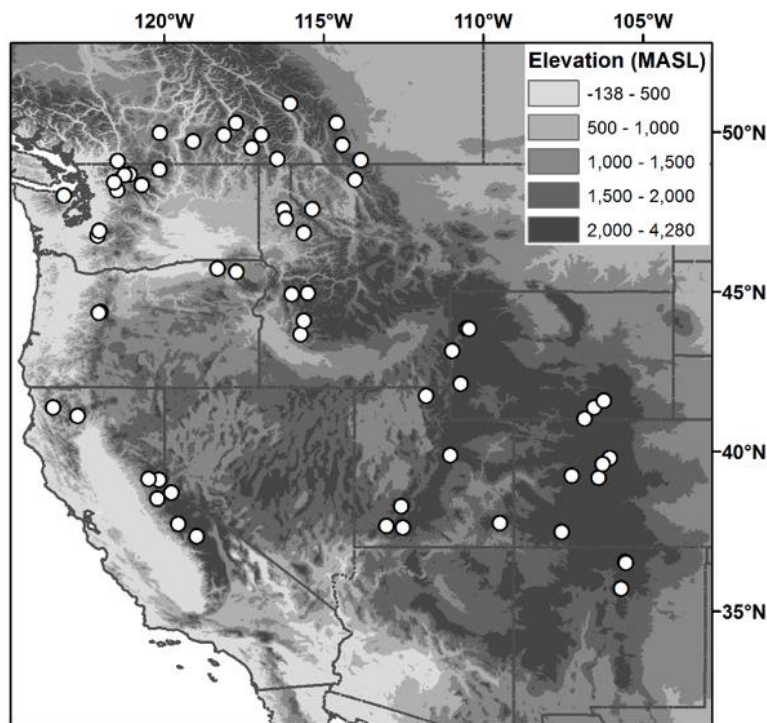 120°W 115°W 110°W 105°W
Elevation (MASL)
-138 - 500
500 - 1,000
1,000 - 1,500
1,500 - 2,000
2,000 - 4,280
50°N
45°N
40°N
35°N